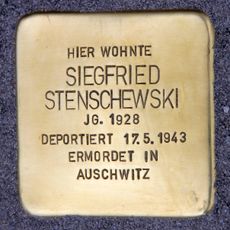 HIER WOHNTE
SIEGFRIED
STENSCHEWSKI
JG. 1928
DEPORTIERT 17.5.1943
ERMORDET IN
AUSCHWITZ